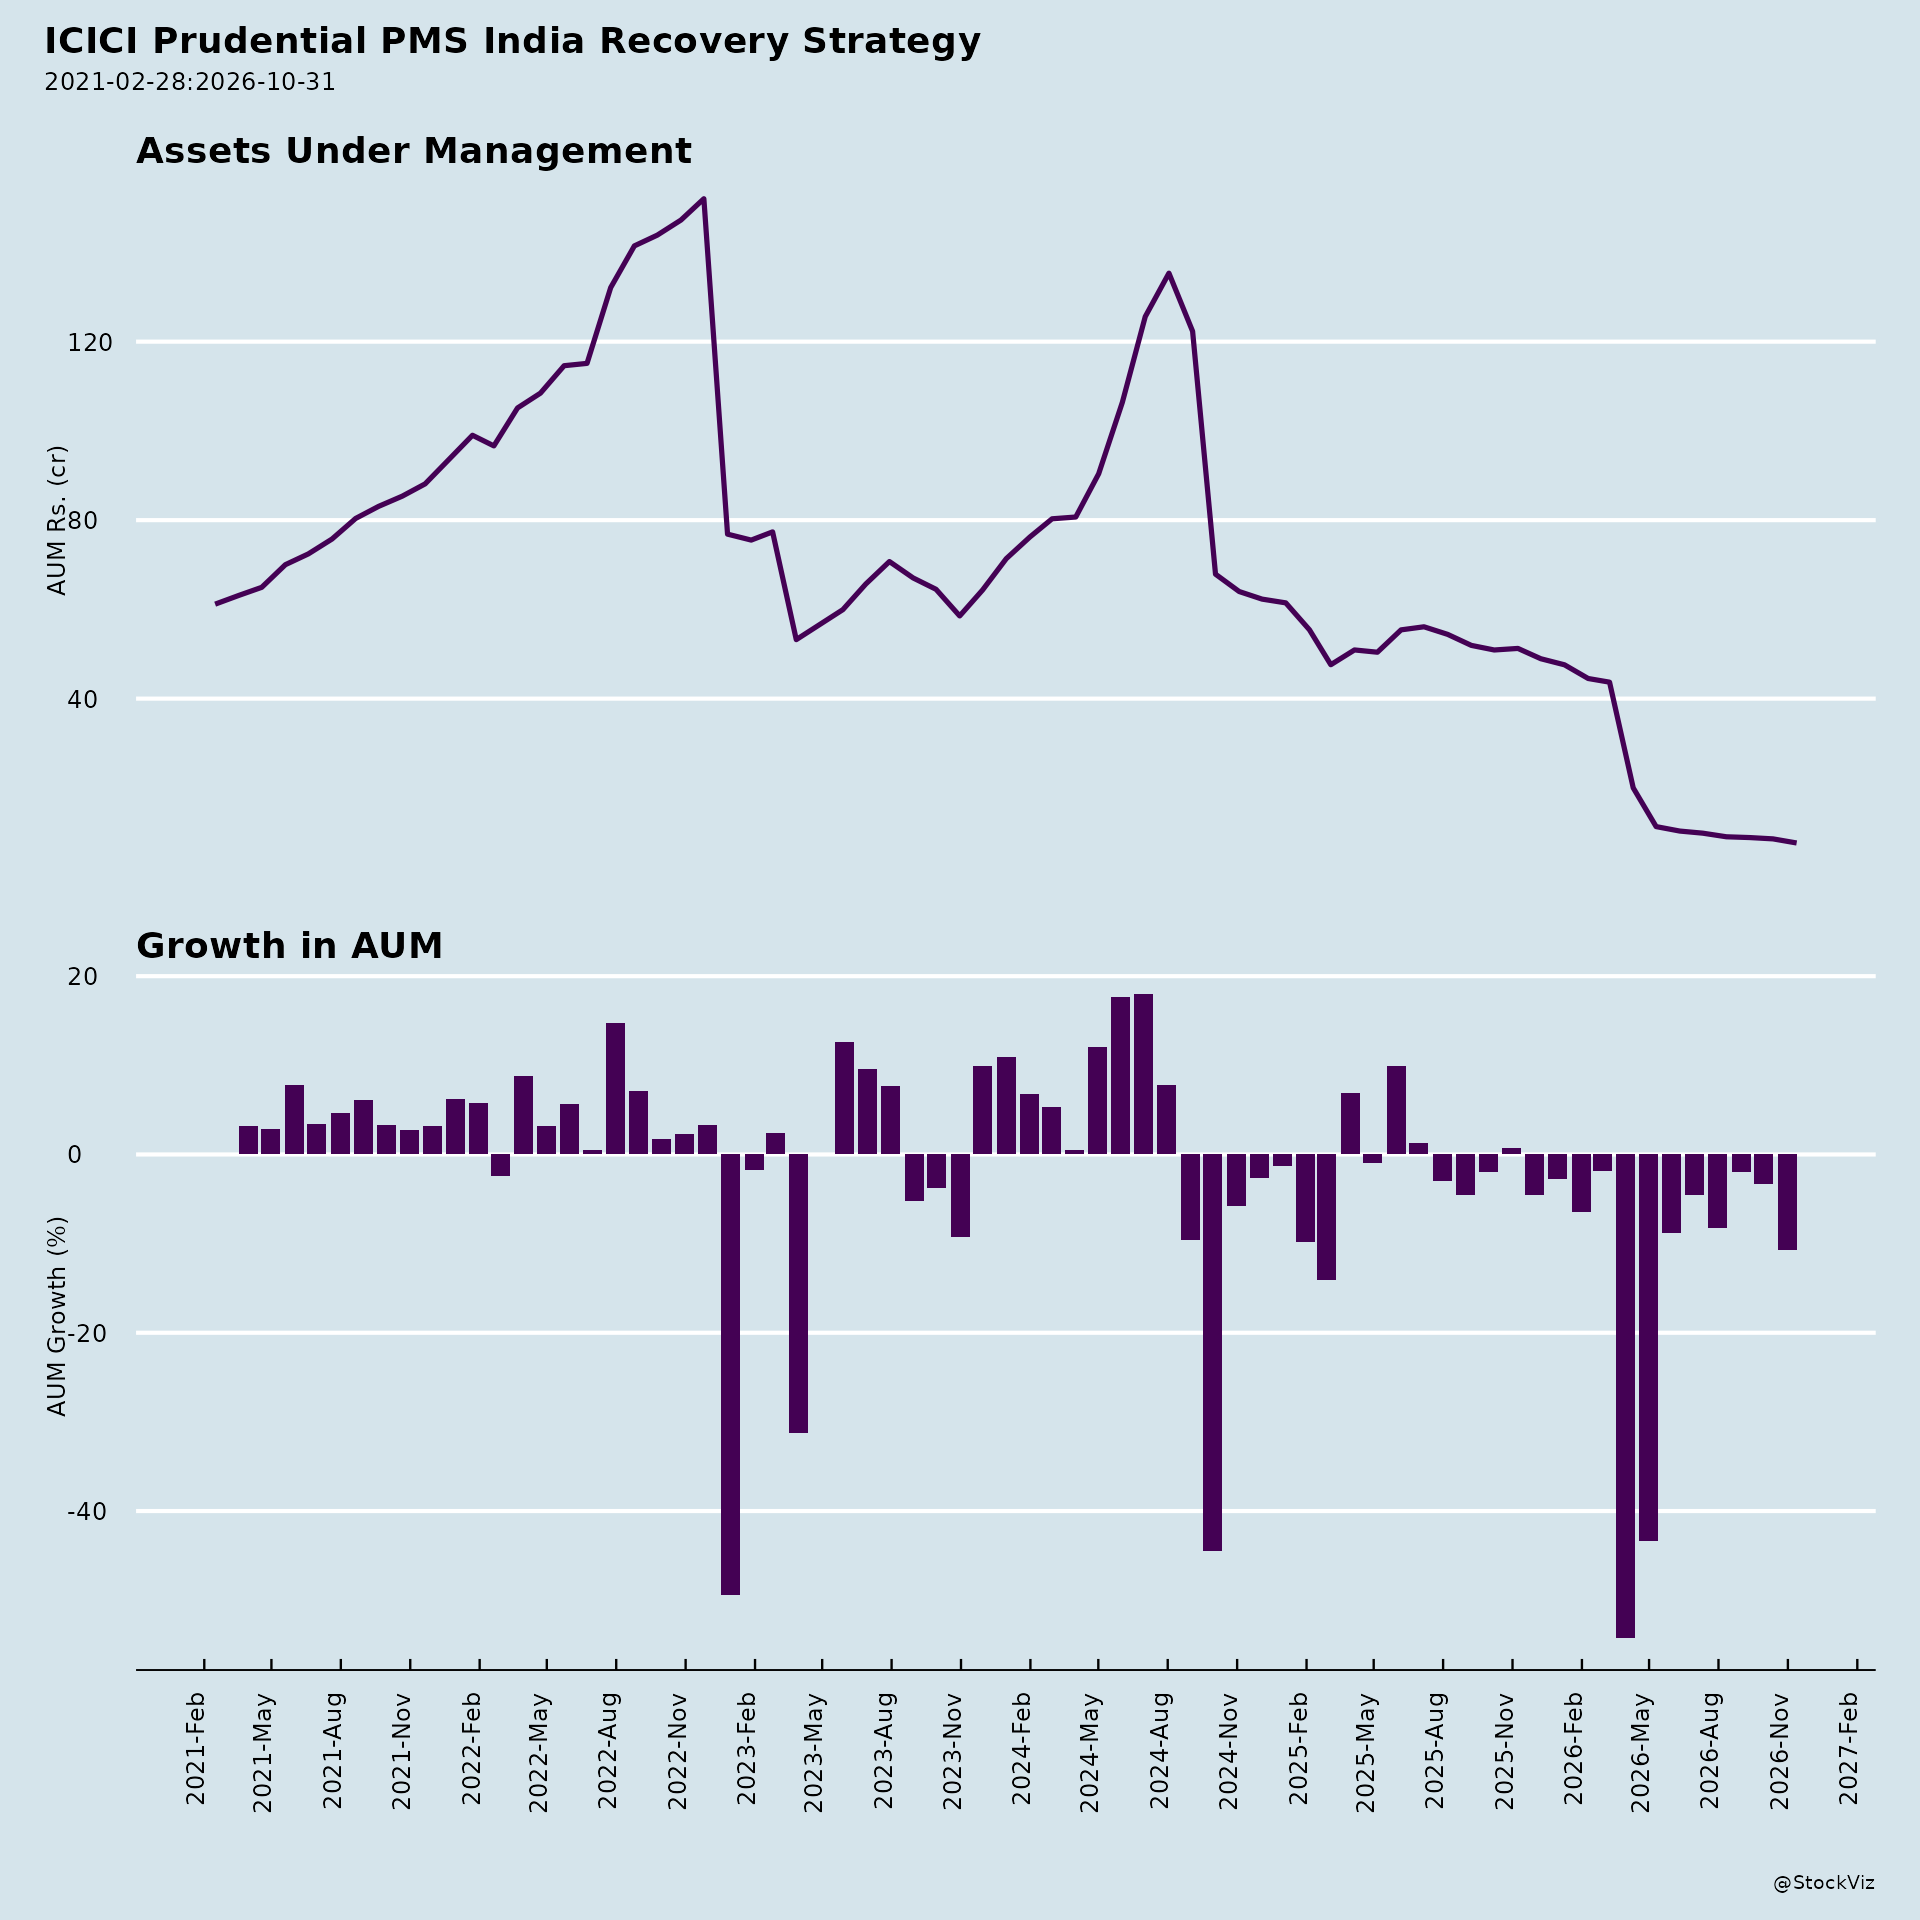 ICICI Prudential PMS India Recovery Strategy
2021-02-28:2026-10-31
Assets Under Management
120
80
40
AUM Rs. (cr)
Growth in AUM
20
0
-20
-40
AUM Growth (%)
2021-Feb
2021-May
2021-Aug
2021-Nov
2022-Feb
2022-May
2022-Aug
2022-Nov
2023-Feb
2023-May
2023-Aug
2023-Nov
2024-Feb
2024-May
2024-Aug
2024-Nov
2025-Feb
2025-May
2025-Aug
2025-Nov
2026-Feb
2026-May
2026-Aug
2026-Nov
2027-Feb
@StockViz